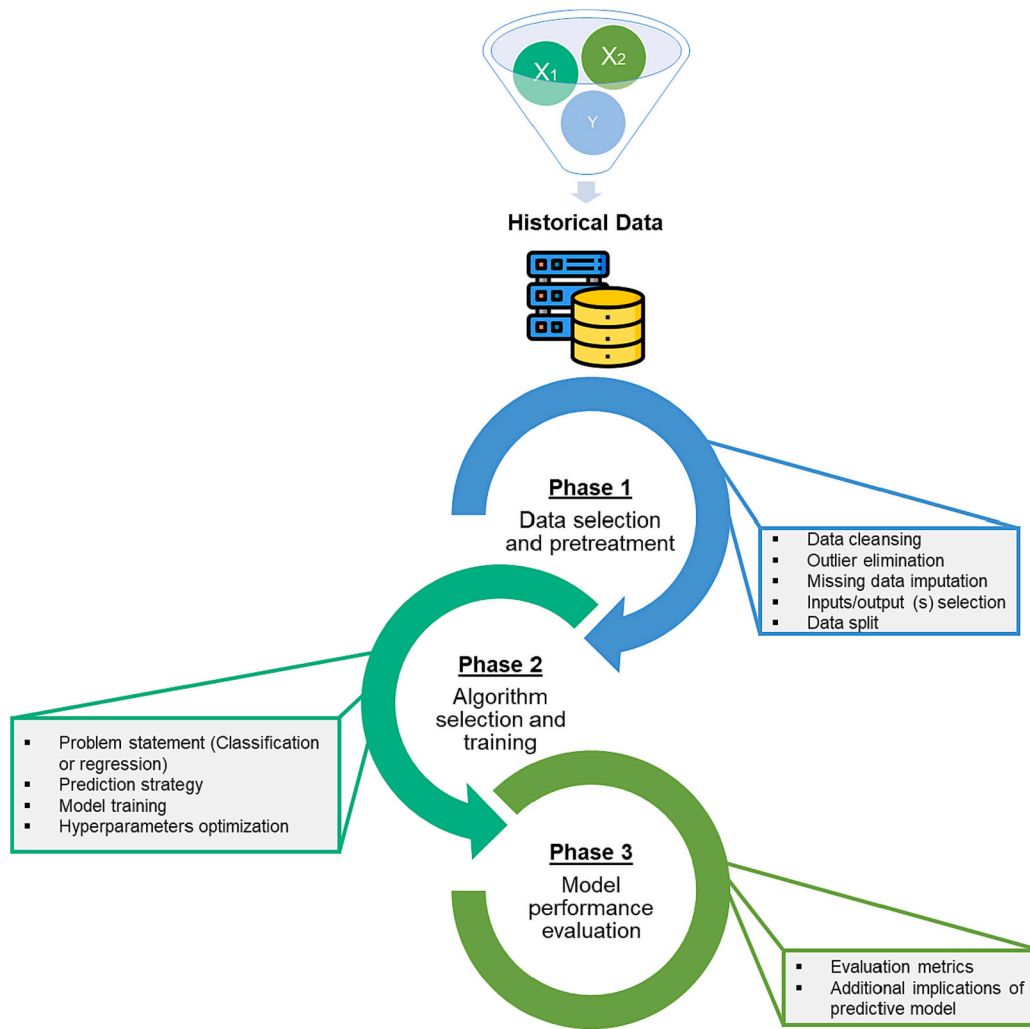 X1
X2
Y
Historical Data
Phase 1
Data selection
and pretreatment
▪ Data cleansing
▪ Outlier elimination
▪ Missing data imputation
▪ Inputs/output (s) selection
▪ Data split
Phase 2
Algorithm
selection and
training
▪ Problem statement (Classification
or regression)
▪ Prediction strategy
▪ Model training
▪ Hyperparameters optimization
Phase 3
Model
performance
evaluation
▪ Evaluation metrics
▪ Additional implications of
predictive model